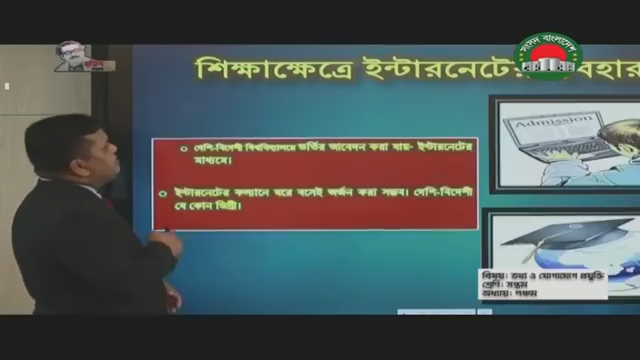 সংসদ বাংলাদেশ
শিক্ষাক্ষেত্রে ইন্টারনেটের ব্যবহার
দেশি-বিদেশী বিশ্ববিদ্যালয়ে ভর্তির আবেদন করা যায়- ইন্টারনেটের
মাধ্যমে।
ইন্টারনেটের কল্যানে ঘরে বসেই অর্জন করা সম্ভব। দেশি-বিদেশী
যে কোন ডিগ্রী।
Admission
বিষয়: তথ্য ও যোগাযোগ প্রযুক্তি
শ্রেণি: সপ্তম
অধ্যায়: পঞ্চম